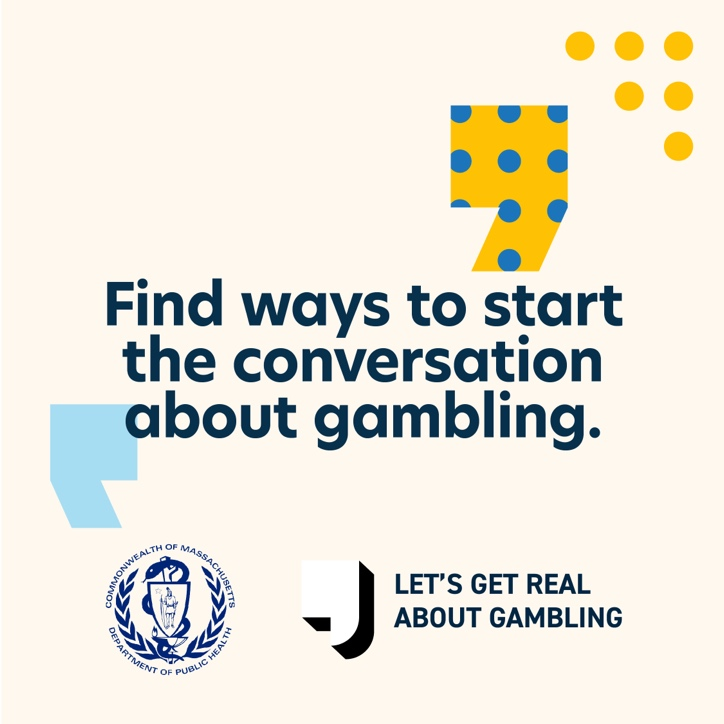 Find ways to start
the conversation
about gambling.
COMMONWEALTH OF MASSACHUSETTS
DEPARTMENT OF PUBLIC HEALTH
LET'S GET REAL
ABOUT GAMBLING